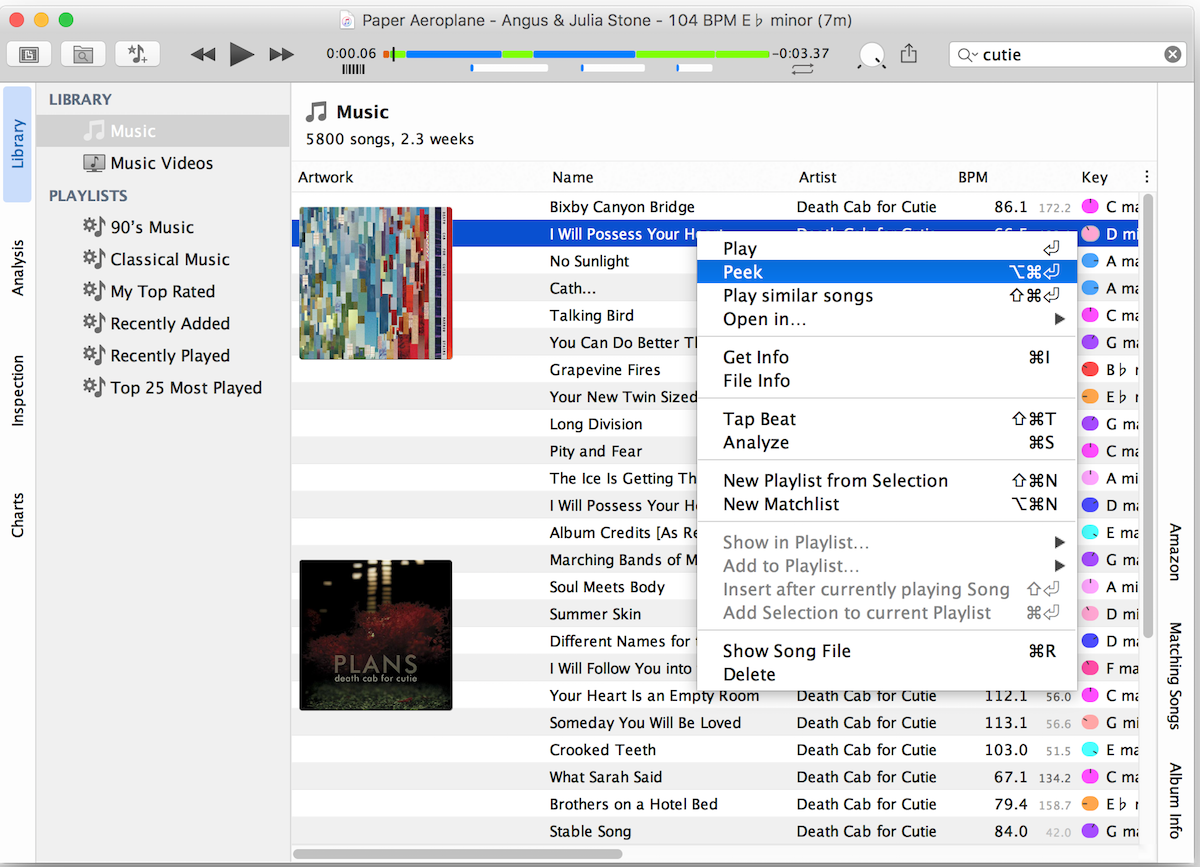 Paper Aeroplane - Angus & Julia Stone - 104 BPM E♭ minor (7m)
0:00.06
-0:03.37
cutie
Library
Analysis
Inspection
Charts
LIBRARY
Music
Music Videos
PLAYLISTS
90's Music
Classical Music
My Top Rated
Recently Added
Recently Played
Top 25 Most Played
Music
5800 songs, 2.3 weeks
Artwork Name Artist BPM Key
Bixby Canyon Bridge Death Cab for Cutie 86.1 172.2 C ma
I Will Possess Your D mi
No Sunlight A ma
Cath... A ma
Talking Bird C ma
You Can Do Better G ma
Grapevine Fires B♭
Your New Twin Sized E♭
Long Division G ma
Pity and Fear C ma
The Ice Is Getting A mi
I Will Possess Your D ma
Album Credits [As E ma
Marching Bands of G ma
Soul Meets Body A mi
Summer Skin D mi
Different Names for D ma
I Will Follow You into F ma
Your Heart Is an Empty Room Death Cab for Cutie 112.1 56.0 C ma
Someday You Will Be Loved Death Cab for Cutie 113.1 56.6 G mi
Crooked Teeth Death Cab for Cutie 103.0 51.5 E ma
What Sarah Said Death Cab for Cutie 67.1 134.2 C ma
Brothers on a Hotel Bed Death Cab for Cutie 79.4 158.7 E♭
Stable Song Death Cab for Cutie 84.0 42.0 G ma
PLANS
death cab for cutie
Play ⏎
Peek ⌥⌘⏎
Play similar songs ⇧⌘⏎
Open in... ▶
Get Info ⌘I
File Info
Tap Beat ⇧⌘T
Analyze ⌘S
New Playlist from Selection ⇧⌘N
New Matchlist ⌥⌘N
Show in Playlist... ▶
Add to Playlist... ▶
Insert after currently playing Song ⇧⏎
Add Selection to current Playlist ⌘⏎
Show Song File ⌘R
Delete
Amazon
Matching Songs
Album Info